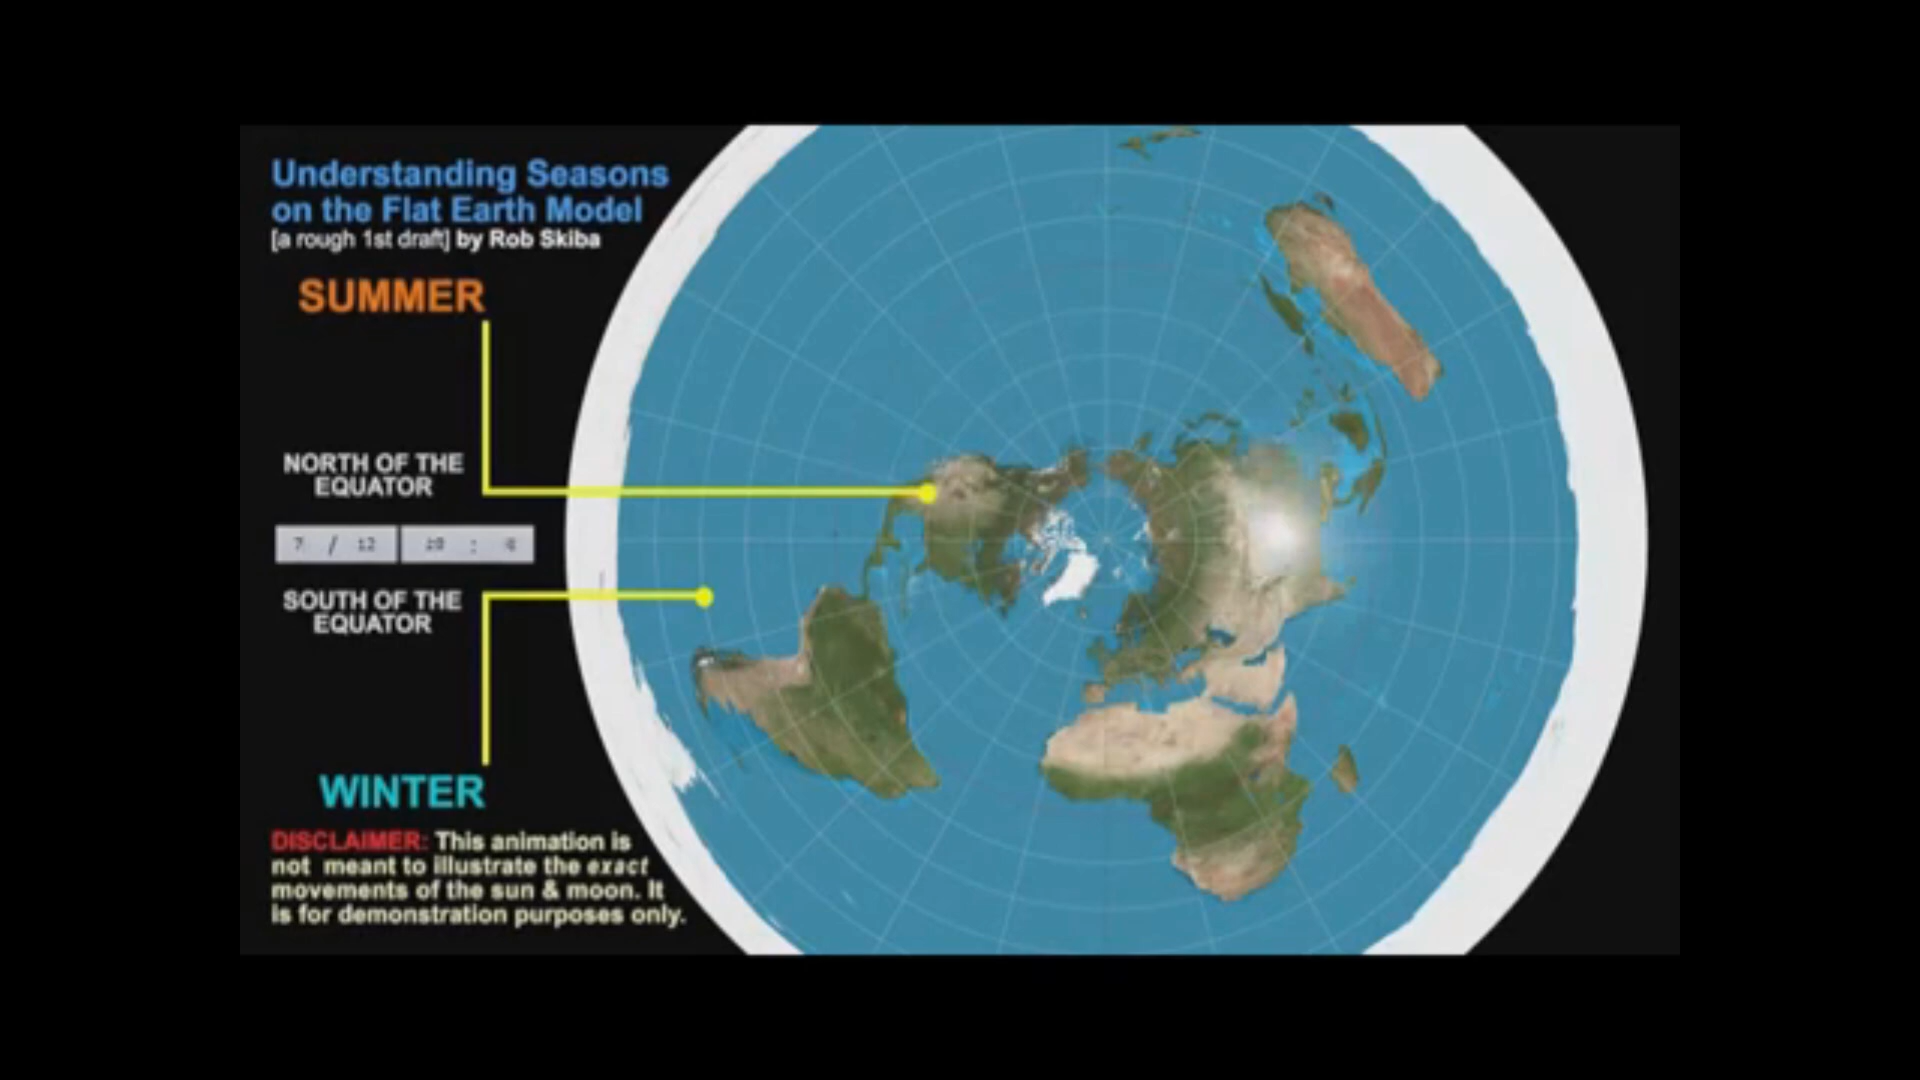 Understanding Seasons
on the Flat Earth Model
[a rough 1st draft] by Rob Skiba
SUMMER
NORTH OF THE
EQUATOR
7 / 12
SOUTH OF THE
EQUATOR
WINTER
DISCLAIMER: This animation is
not meant to illustrate the exact
movements of the sun & moon. It
is for demonstration purposes only.